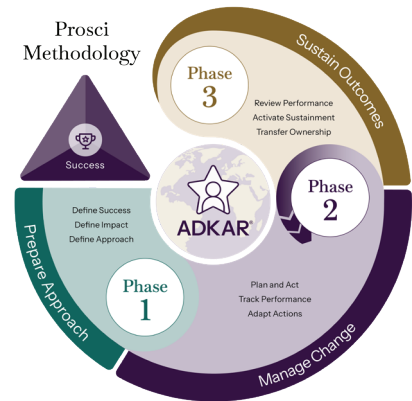 Prosci
Methodology
Success
Prepare Approach
Define Success
Define Impact
Define Approach
Phase
1
Manage Change
Phase
2
Plan and Act
Track Performance
Adapt Actions
Sustain Outcomes
Phase
3
Review Performance
Activate Sustainment
Transfer Ownership
ADKAR®